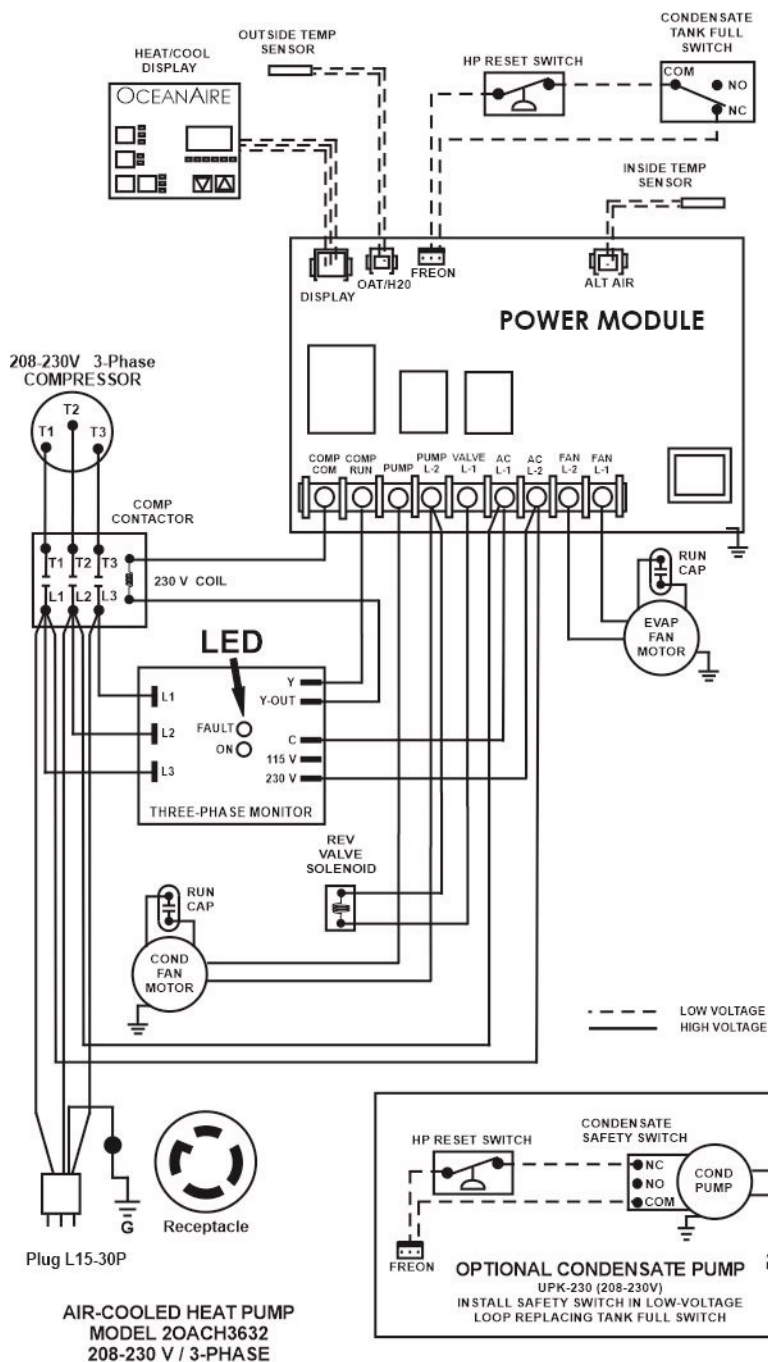 OUTSIDE TEMP
SENSOR
HEAT/COOL
DISPLAY
OCEANAIRE
CONDENSATE
TANK FULL
SWITCH
HP RESET SWITCH
COM
NO
NC
INSIDE TEMP
SENSOR
DISPLAY
OAT/H20
FREON
ALT AIR
POWER MODULE
208-230V 3-Phase
COMPRESSOR
T1
T2
T3
COMP
COM
COMP
RUN
PUMP
PUMP
L-2
VALVE
L-1
AC
L-1
AC
L-2
FAN
L-2
FAN
L-1
COMP
CONTACTOR
T1
T2
T3
L1
L2
L3
230 V COIL
RUN
CAP
EVAP
FAN
MOTOR
LED
L1
L2
L3
FAULT
ON
Y
Y-OUT
C
115 V
230 V
THREE-PHASE MONITOR
REV
VALVE
SOLENOID
RUN
CAP
COND
FAN
MOTOR
LOW VOLTAGE
HIGH VOLTAGE
G
Receptacle
Plug L15-30P
AIR-COOLED HEAT PUMP
MODEL 2OACH3632
208-230 V / 3-PHASE
HP RESET SWITCH
CONDENSATE
SAFETY SWITCH
NC
NO
COM
COND
PUMP
FREON
OPTIONAL CONDENSATE PUMP
UPK-230 (208-230V)
INSTALL SAFETY SWITCH IN LOW-VOLTAGE
LOOP REPLACING TANK FULL SWITCH